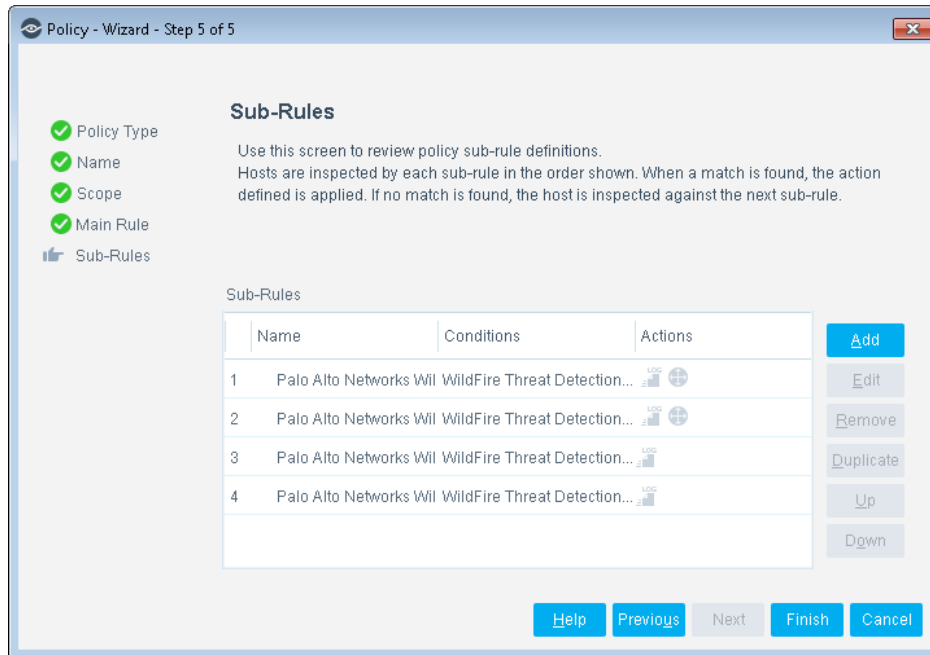 Policy - Wizard - Step 5 of 5
Policy Type
Name
Scope
Main Rule
Sub-Rules
Sub-Rules
Use this screen to review policy sub-rule definitions.
Hosts are inspected by each sub-rule in the order shown. When a match is found, the action
defined is applied. If no match is found, the host is inspected against the next sub-rule.
Sub-Rules
Name Conditions Actions
1 Palo Alto Networks Wil WildFire Threat Detection... LOG
2 Palo Alto Networks Wil WildFire Threat Detection... LOG
3 Palo Alto Networks Wil WildFire Threat Detection... LOG
4 Palo Alto Networks Wil WildFire Threat Detection... LOG
Add
Edit
Remove
Duplicate
Up
Down
Help Previous Next Finish Cancel